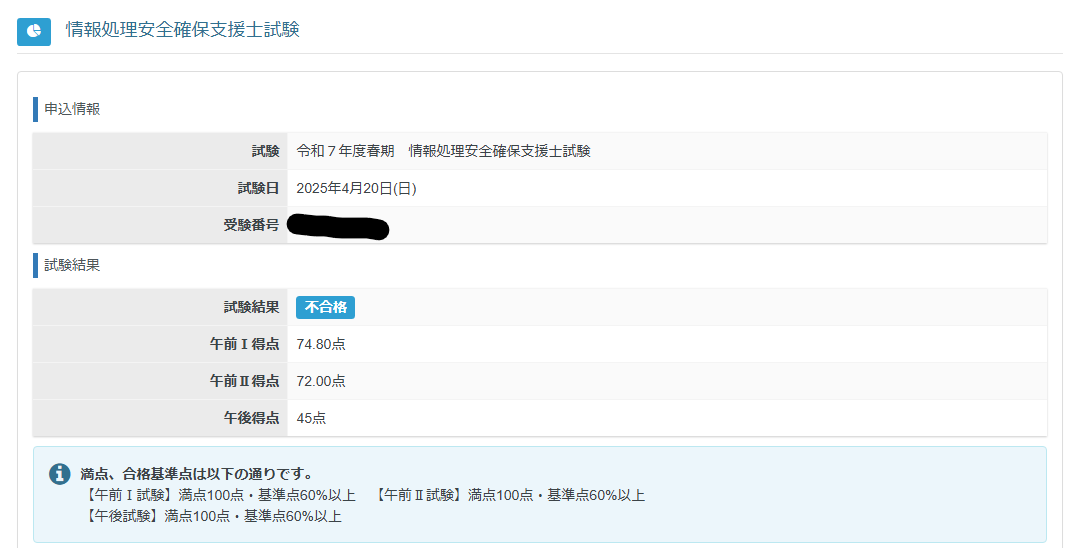 情報処理安全確保支援士試験
申込情報
試験 令和７年度春期　情報処理安全確保支援士試験
試験日 2025年4月20日(日)
受験番号
試験結果
試験結果 不合格
午前Ⅰ得点 74.80点
午前Ⅱ得点 72.00点
午後得点 45点
満点、合格基準点は以下の通りです。
【午前Ⅰ試験】満点100点・基準点60%以上　【午前Ⅱ試験】満点100点・基準点60%以上
【午後試験】満点100点・基準点60%以上